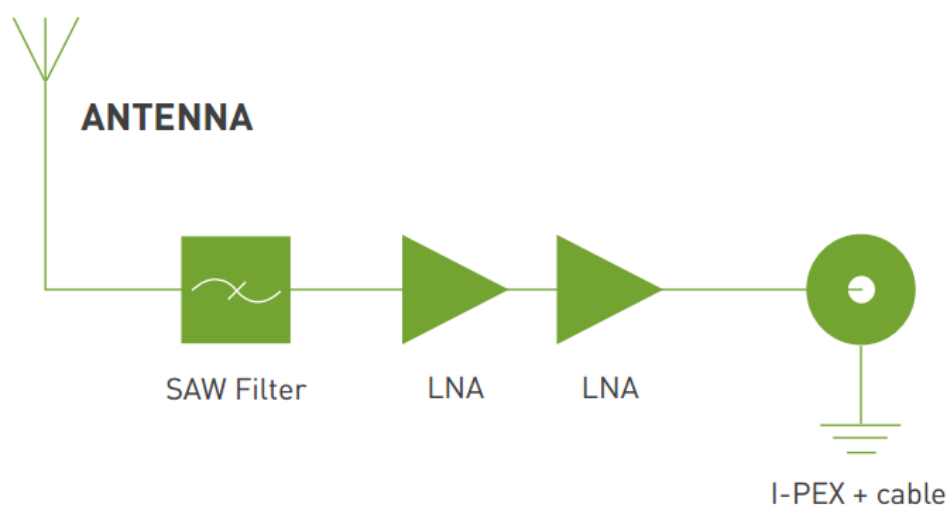 ANTENNA
SAW Filter
LNA
LNA
I-PEX + cable